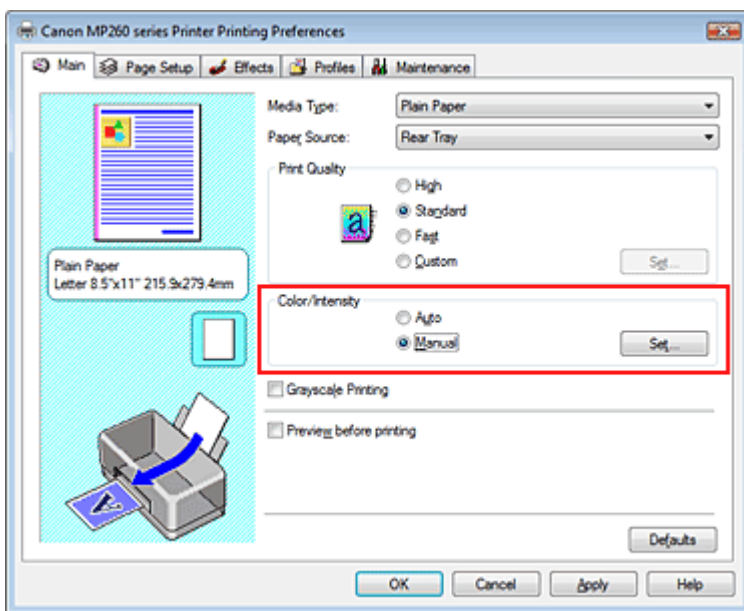 Canon MP260 series Printer Printing Preferences
Main Page Setup Effects Profiles Maintenance
Media Type: Plain Paper
Paper Source: Rear Tray
Print Quality
High
Standard
Fast
Custom Set...
Plain Paper
Letter 8.5"x11" 215.9x279.4mm
Color/Intensity
Auto
Manual Set...
Grayscale Printing
Preview before printing
Defaults
OK Cancel Apply Help